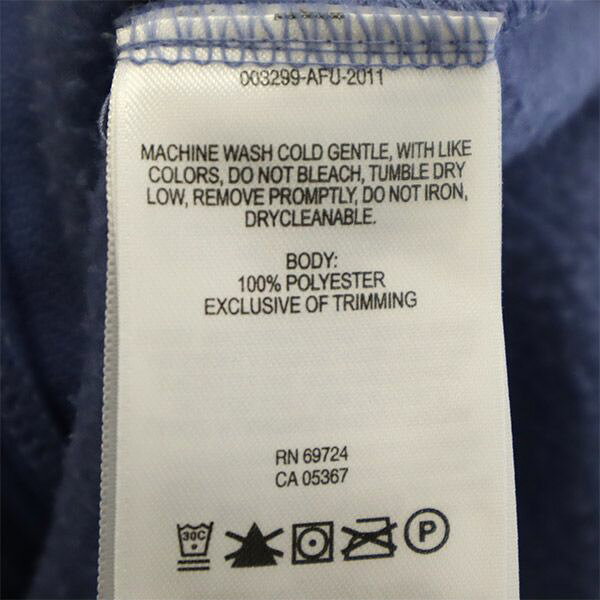 003299-AFU-2011
MACHINE WASH COLD GENTLE, WITH LIKE
COLORS, DO NOT BLEACH, TUMBLE DRY
LOW, REMOVE PROMPTLY, DO NOT IRON,
DRYCLEANABLE.
BODY:
100% POLYESTER
EXCLUSIVE OF TRIMMING
RN 69724
CA 05367
30C
P